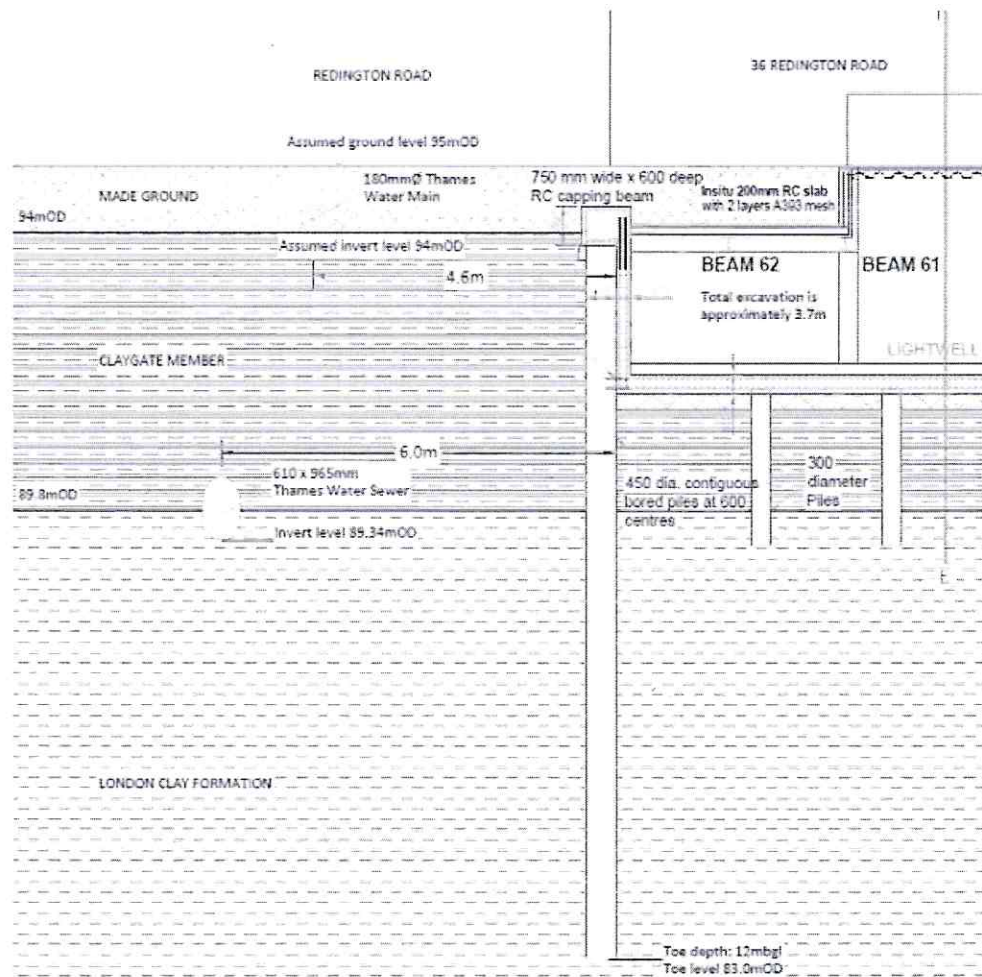 REDINGTON ROAD
36 REDINGTON ROAD
Assumed ground level 95mOD
MADE GROUND
180mmØ Thames
Water Main
750 mm wide x 600 deep
RC capping beam
Insitu 200mm RC slab
with 2 layers A393 mesh
94mOD
Assumed invert level 94mOD
4.6m
BEAM 62
BEAM 61
Total excavation is
approximately 3.7m
LIGHTWELL
CLAYGATE MEMBER
6.0m
610 x 965mm
Thames Water Sewer
89.8mOD
Invert level 89.34mOD
450 dia. contiguous
bored piles at 600
centres
300
diameter
Piles
LONDON CLAY FORMATION
Toe depth: 12mbgl
Toe level 83.0mOD